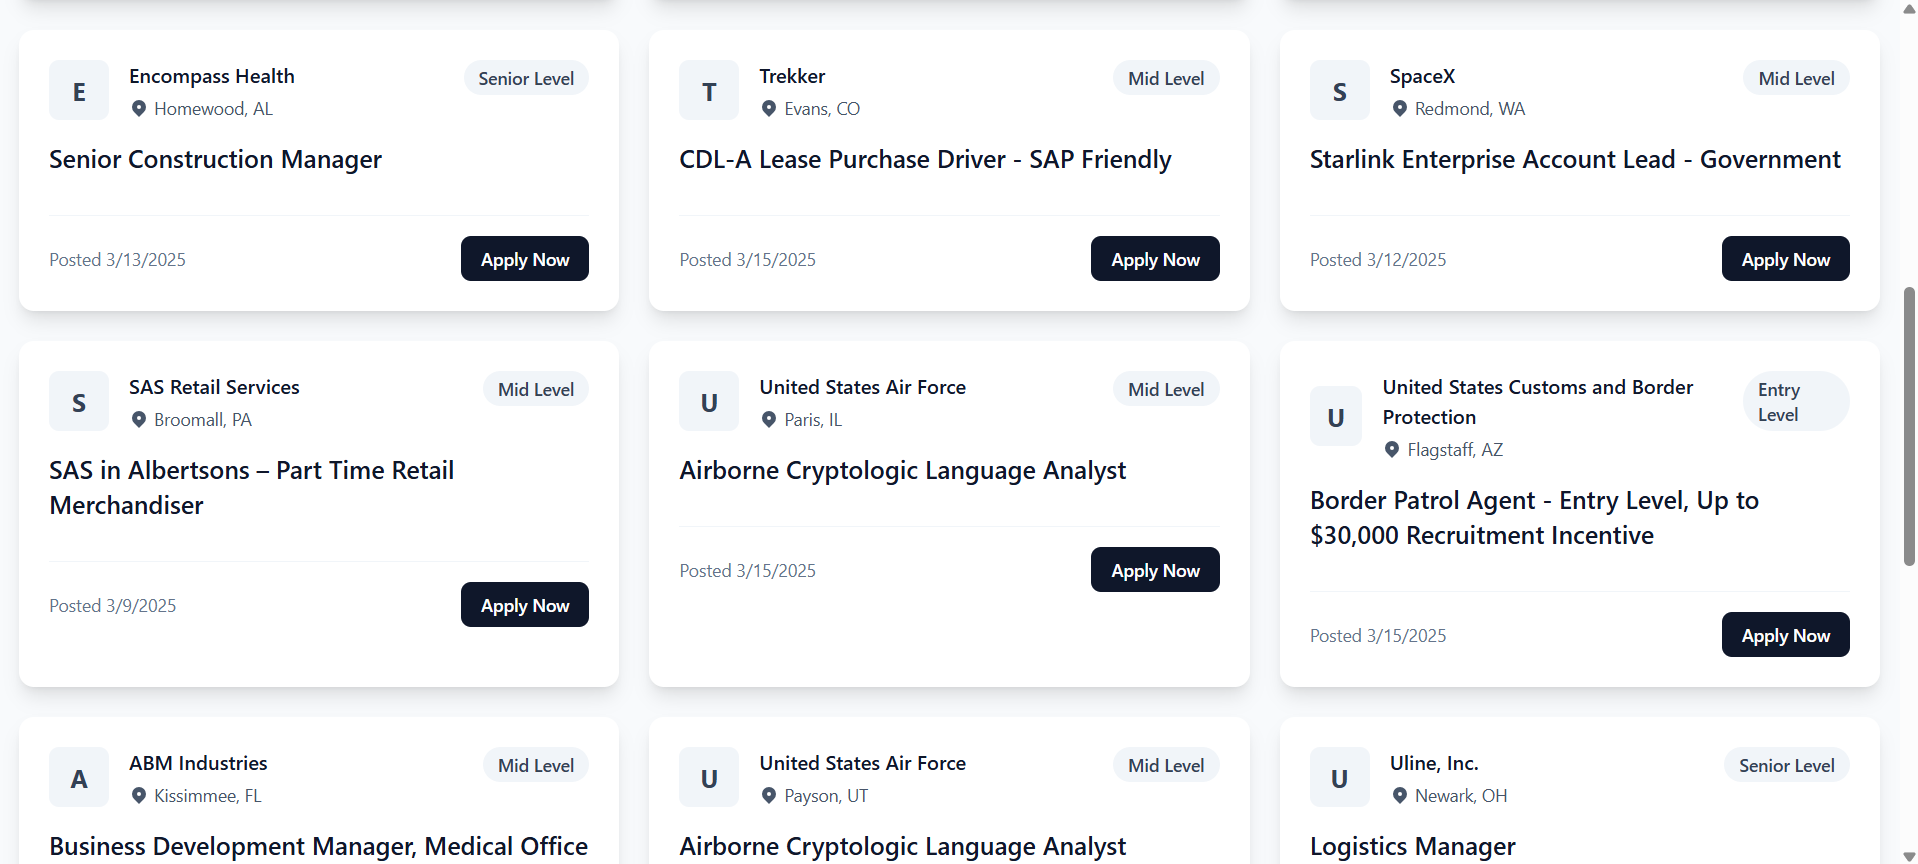 E
Encompass Health
Homewood, AL
Senior Level
Senior Construction Manager
Posted 3/13/2025
Apply Now
T
Trekker
Evans, CO
Mid Level
CDL-A Lease Purchase Driver - SAP Friendly
Posted 3/15/2025
Apply Now
S
SpaceX
Redmond, WA
Mid Level
Starlink Enterprise Account Lead - Government
Posted 3/12/2025
Apply Now
S
SAS Retail Services
Broomall, PA
Mid Level
SAS in Albertsons – Part Time Retail
Merchandiser
Posted 3/9/2025
Apply Now
U
United States Air Force
Paris, IL
Mid Level
Airborne Cryptologic Language Analyst
Posted 3/15/2025
Apply Now
U
United States Customs and Border
Protection
Flagstaff, AZ
Entry
Level
Border Patrol Agent - Entry Level, Up to
$30,000 Recruitment Incentive
Posted 3/15/2025
Apply Now
A
ABM Industries
Kissimmee, FL
Mid Level
Business Development Manager, Medical Office
U
United States Air Force
Payson, UT
Mid Level
Airborne Cryptologic Language Analyst
U
Uline, Inc.
Newark, OH
Senior Level
Logistics Manager